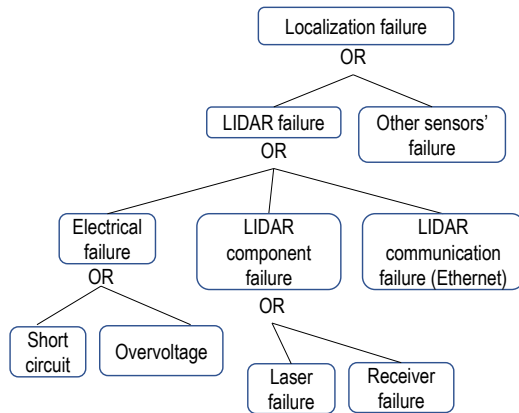 Localization failure
OR
LIDAR failure
Other sensors'
failure
OR
Electrical
failure
LIDAR
component
failure
LIDAR
communication
failure (Ethernet)
OR
OR
Short
circuit
Overvoltage
Laser
failure
Receiver
failure